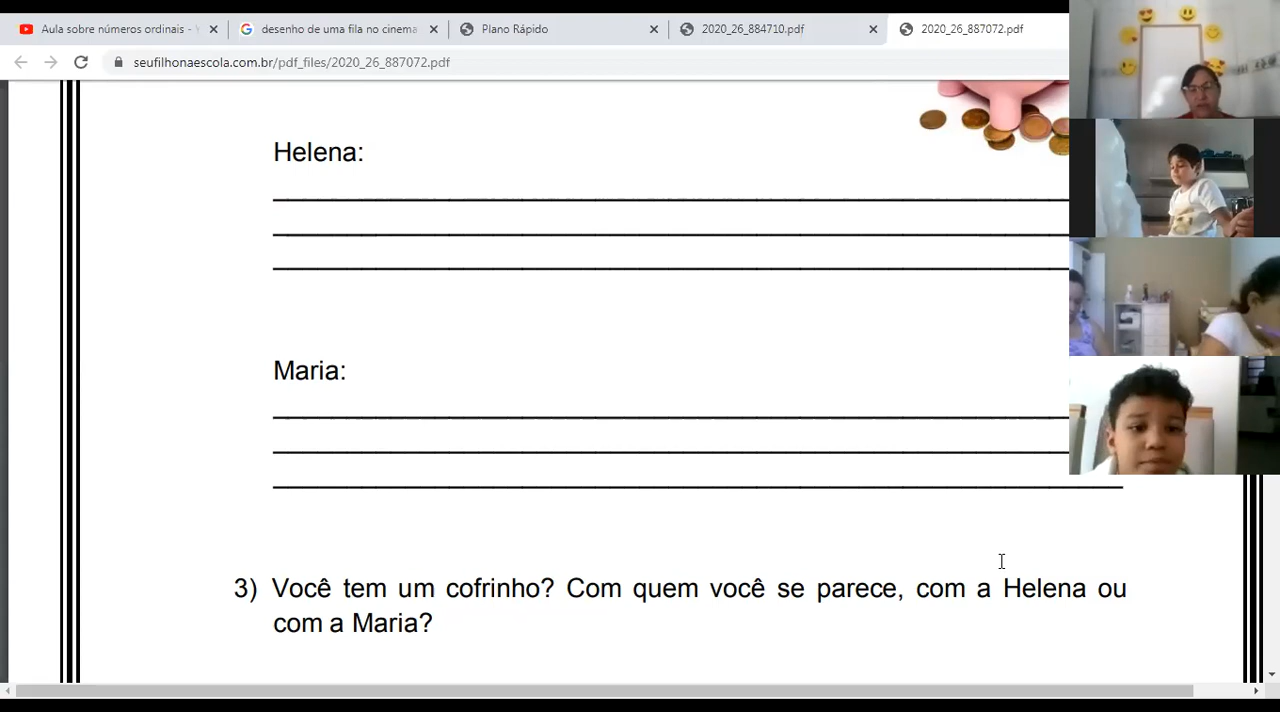 Aula sobre números ordinais - Y
desenho de uma fila no cinema
Plano Rápido
2020_26_884710.pdf
2020_26_887072.pdf
seufilhonaescola.com.br/pdf_files/2020_26_887072.pdf
Helena:
Maria:
3) Você tem um cofrinho? Com quem você se parece, com a Helena ou
com a Maria?